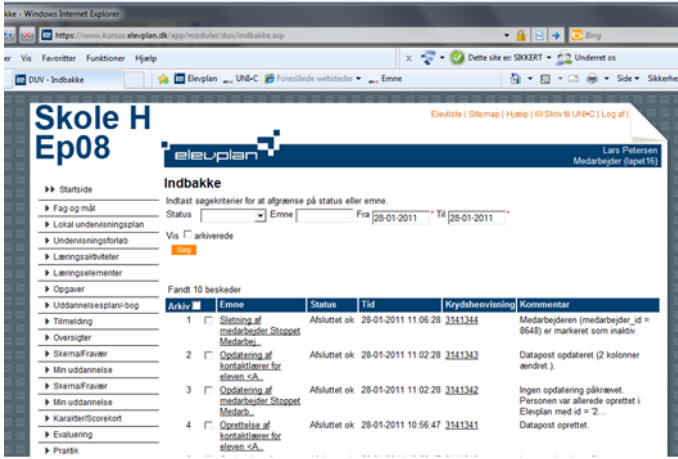 kke - Windows Internet Explorer
https://www.kursus.elevplan.dk/app/moduler/duv/indbakke.asp
Bing
er Vis Favoritter Funktioner Hjælp
x Dette site er: SIKKERT Underret os
DUV - Indbakke
Elevplan UNI-C Foreslåede websteder Emne
Side Sikkerhe
Skole H
Ep08
Elevliste | Sitemap | Hjælp | Skriv til UNI•C | Log af |
elevplan
Lars Petersen
Medarbejder (lapet16)
Startside
Fag og mål
Lokal undervisningsplan
Undervisningsforløb
Læringsaktiviteter
Læringselementer
Opgaver
Uddannelsesplan/-bog
Tilmelding
Oversigter
Skema/Fravær
Min uddannelse
Skema/Fravær
Min uddannelse
Karakter/Scorekort
Evaluering
Praktik
Indbakke
Indtast søgekriterier for at afgrænse på status eller emne.
Status Emne Fra 28-01-2011 * Til 28-01-2011 *
Vis arkiverede
Søg
Fandt 10 beskeder
Arkiv Emne Status Tid Krydshenvisning Kommentar
1 Sletning af Afsluttet ok 28-01-2011 11:06:28 3141344 Medarbejderen (medarbejder_id =
medarbejder Stoppet 8648) er markeret som inaktiv.
Medarbej..
2 Opdatering af Afsluttet ok 28-01-2011 11:02:28 3141343 Datapost opdateret (2 kolonner
kontaktlærer for ændret.).
eleven <A..
3 Opdatering af Afsluttet ok 28-01-2011 11:02:28 3141342 Ingen opdatering påkrævet.
medarbejder Stoppet Personen var allerede oprettet i
Medarb.. Elevplan med id = '2...
4 Oprettelse af Afsluttet ok 28-01-2011 10:56:47 3141341 Datapost oprettet.
kontaktlærer for
eleven <A..